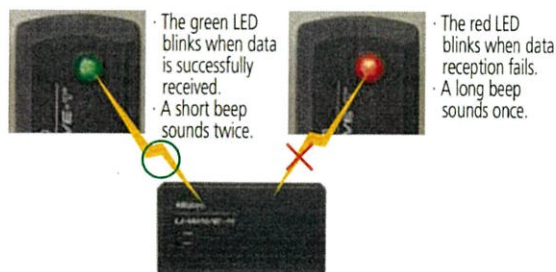 · The green LED
blinks when data
is successfully
received.
· A short beep
sounds twice.
· The red LED
blinks when data
reception fails.
· A long beep
sounds once.